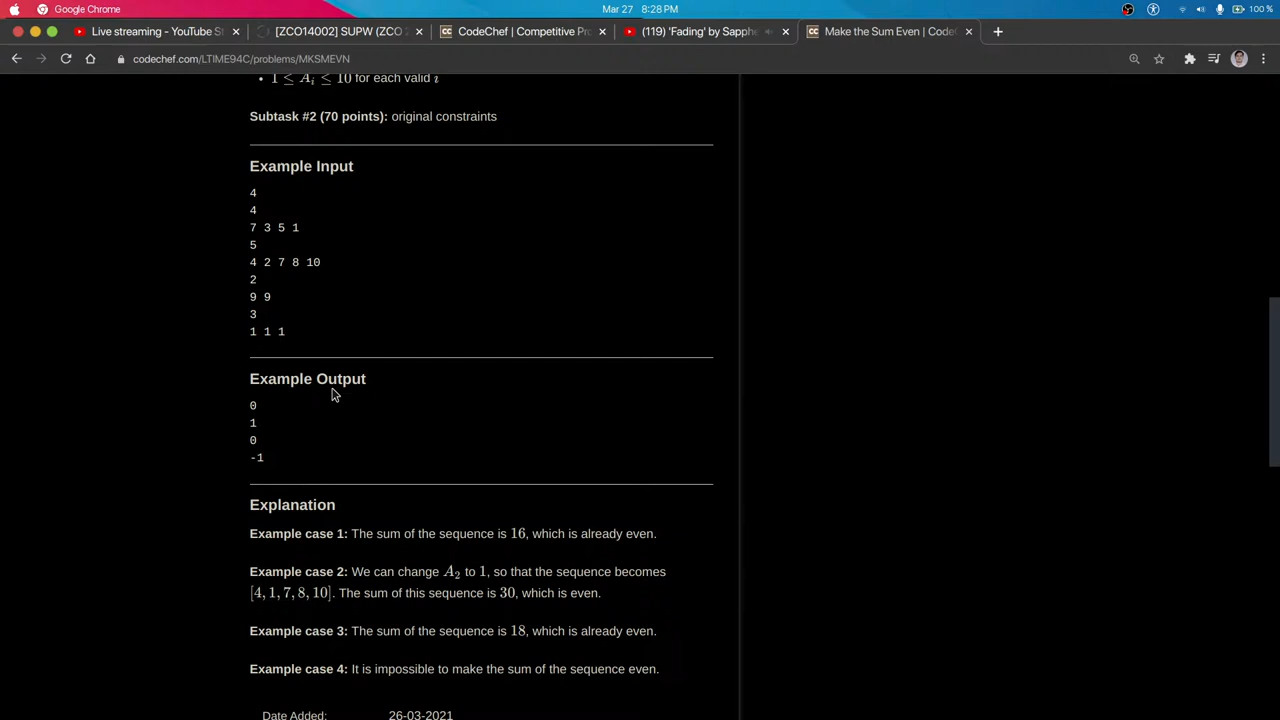 Google Chrome
Mar 27 8:28 PM
100 %
Live streaming - YouTube S
[ZCO14002] SUPW (ZCO 2
CodeChef | Competitive Pro
(119) 'Fading' by Sapphe
Make the Sum Even | CodeC
codechef.com/LTIME94C/problems/MKSMEVN
• 1 ≤ A_i ≤ 10 for each valid i
Subtask #2 (70 points): original constraints
Example Input
4
4
7 3 5 1
5
4 2 7 8 10
2
9 9
3
1 1 1
Example Output
0
1
0
-1
Explanation
Example case 1: The sum of the sequence is 16, which is already even.
Example case 2: We can change A_2 to 1, so that the sequence becomes
[4, 1, 7, 8, 10]. The sum of this sequence is 30, which is even.
Example case 3: The sum of the sequence is 18, which is already even.
Example case 4: It is impossible to make the sum of the sequence even.
Date Added: 26-03-2021